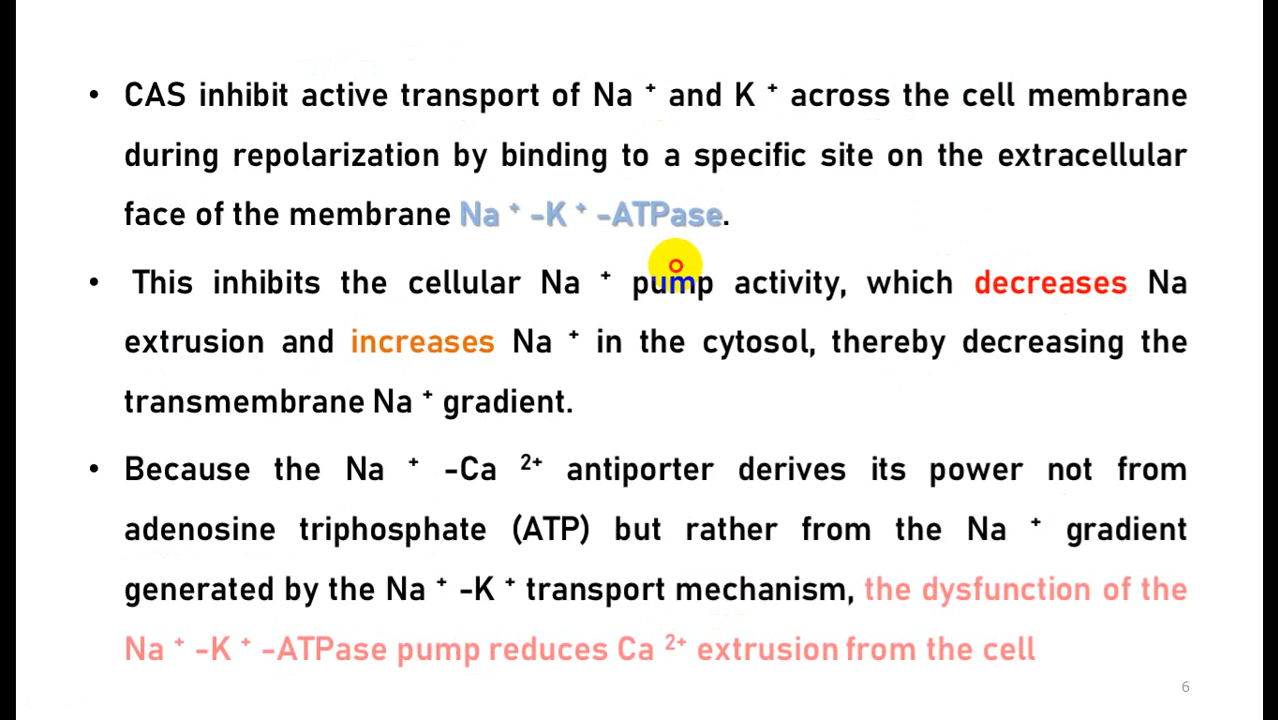 • CAS inhibit active transport of Na ⁺ and K ⁺ across the cell membrane
during repolarization by binding to a specific site on the extracellular
face of the membrane Na ⁺ -K ⁺ -ATPase.
• This inhibits the cellular Na ⁺ pump activity, which decreases Na
extrusion and increases Na ⁺ in the cytosol, thereby decreasing the
transmembrane Na ⁺ gradient.
• Because the Na ⁺ -Ca ²⁺ antiporter derives its power not from
adenosine triphosphate (ATP) but rather from the Na ⁺ gradient
generated by the Na ⁺ -K ⁺ transport mechanism, the dysfunction of the
Na ⁺ -K ⁺ -ATPase pump reduces Ca ²⁺ extrusion from the cell
6